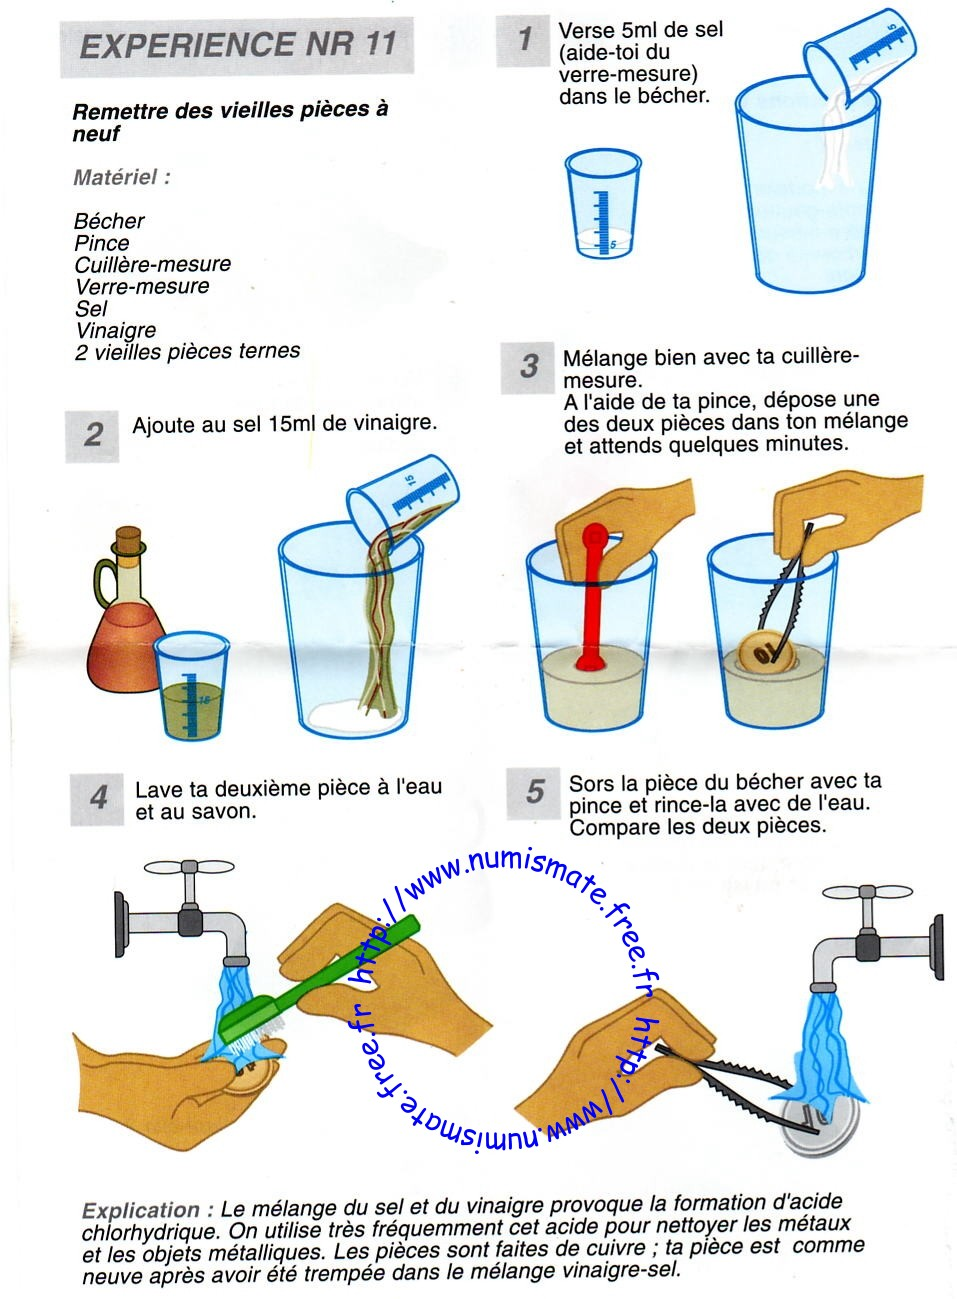 EXPERIENCE NR 11
Remettre des vieilles pièces à
neuf
Matériel :
Bécher
Pince
Cuillère-mesure
Verre-mesure
Sel
Vinaigre
2 vieilles pièces ternes
1
Verse 5ml de sel
(aide-toi du
verre-mesure)
dans le bécher.
5
5
2
Ajoute au sel 15ml de vinaigre.
15
15
3
Mélange bien avec ta cuillère-
mesure.
A l'aide de ta pince, dépose une
des deux pièces dans ton mélange
et attends quelques minutes.
10
4
Lave ta deuxième pièce à l'eau
et au savon.
5
Sors la pièce du bécher avec ta
pince et rince-la avec de l'eau.
Compare les deux pièces.
http://www.numismate.free.fr
http://www.numismate.free.fr
Explication : Le mélange du sel et du vinaigre provoque la formation d'acide
chlorhydrique. On utilise très fréquemment cet acide pour nettoyer les métaux
et les objets métalliques. Les pièces sont faites de cuivre ; ta pièce est comme
neuve après avoir été trempée dans le mélange vinaigre-sel.